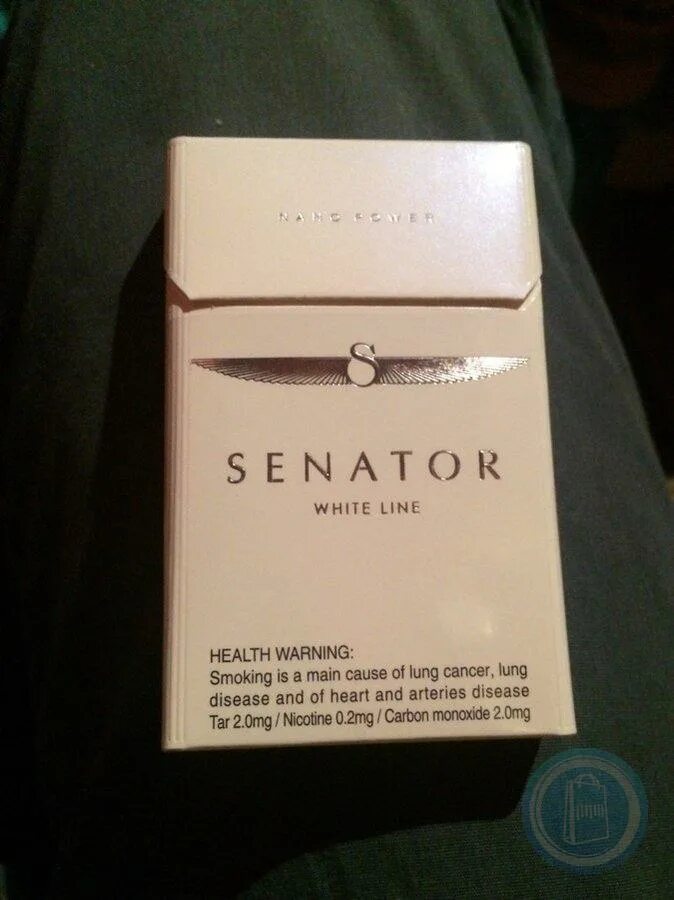 NANO POWER
S
SENATOR
WHITE LINE
HEALTH WARNING:
Smoking is a main cause of lung cancer, lung
disease and of heart and arteries disease
Tar 2.0mg / Nicotine 0.2mg / Carbon monoxide 2.0mg